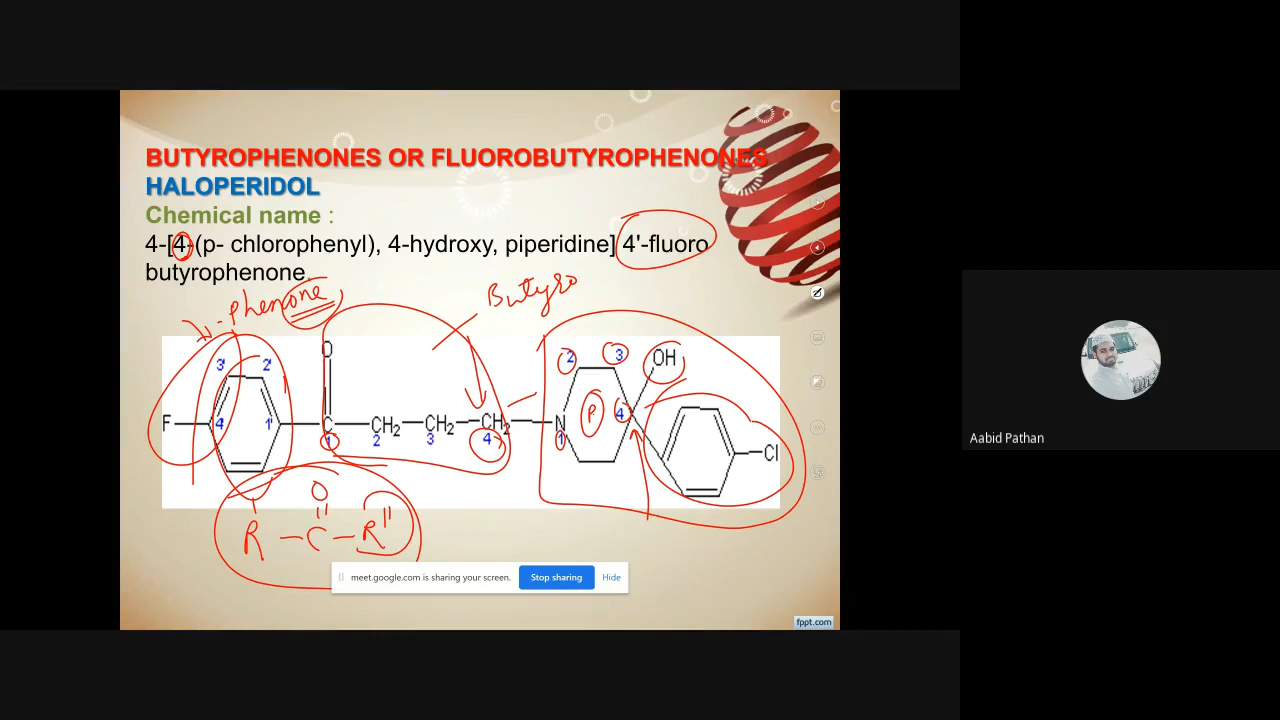 BUTYROPHENONES OR FLUOROBUTYROPHENONES
HALOPERIDOL
Chemical name :
4-[4-(p- chlorophenyl), 4-hydroxy, piperidine] 4'-fluoro
butyrophenone.
phenone
Butyro
O
3' 2' 2 3 OH
F 4' 1' C CH2 CH2 CH2 N P 4 Cl
1 2 3 4 1
O
R - C - R"
meet.google.com is sharing your screen. Stop sharing Hide
fppt.com
Aabid Pathan